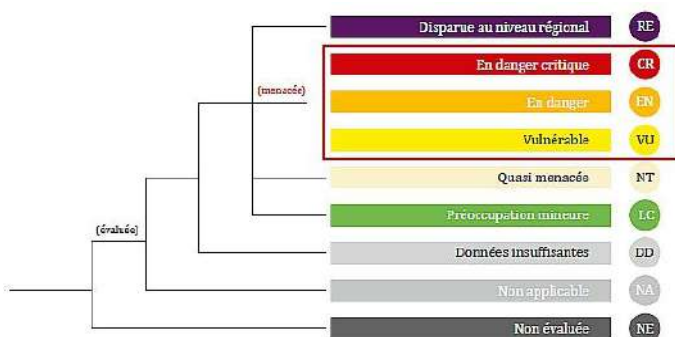 Disparue au niveau régional RE
En danger critique CR
(menacée)
En danger EN
Vulnérable VU
Quasi menacée NT
Préoccupation mineure LC
(évaluée)
Données insuffisantes DD
Non applicable NA
Non évaluée NE